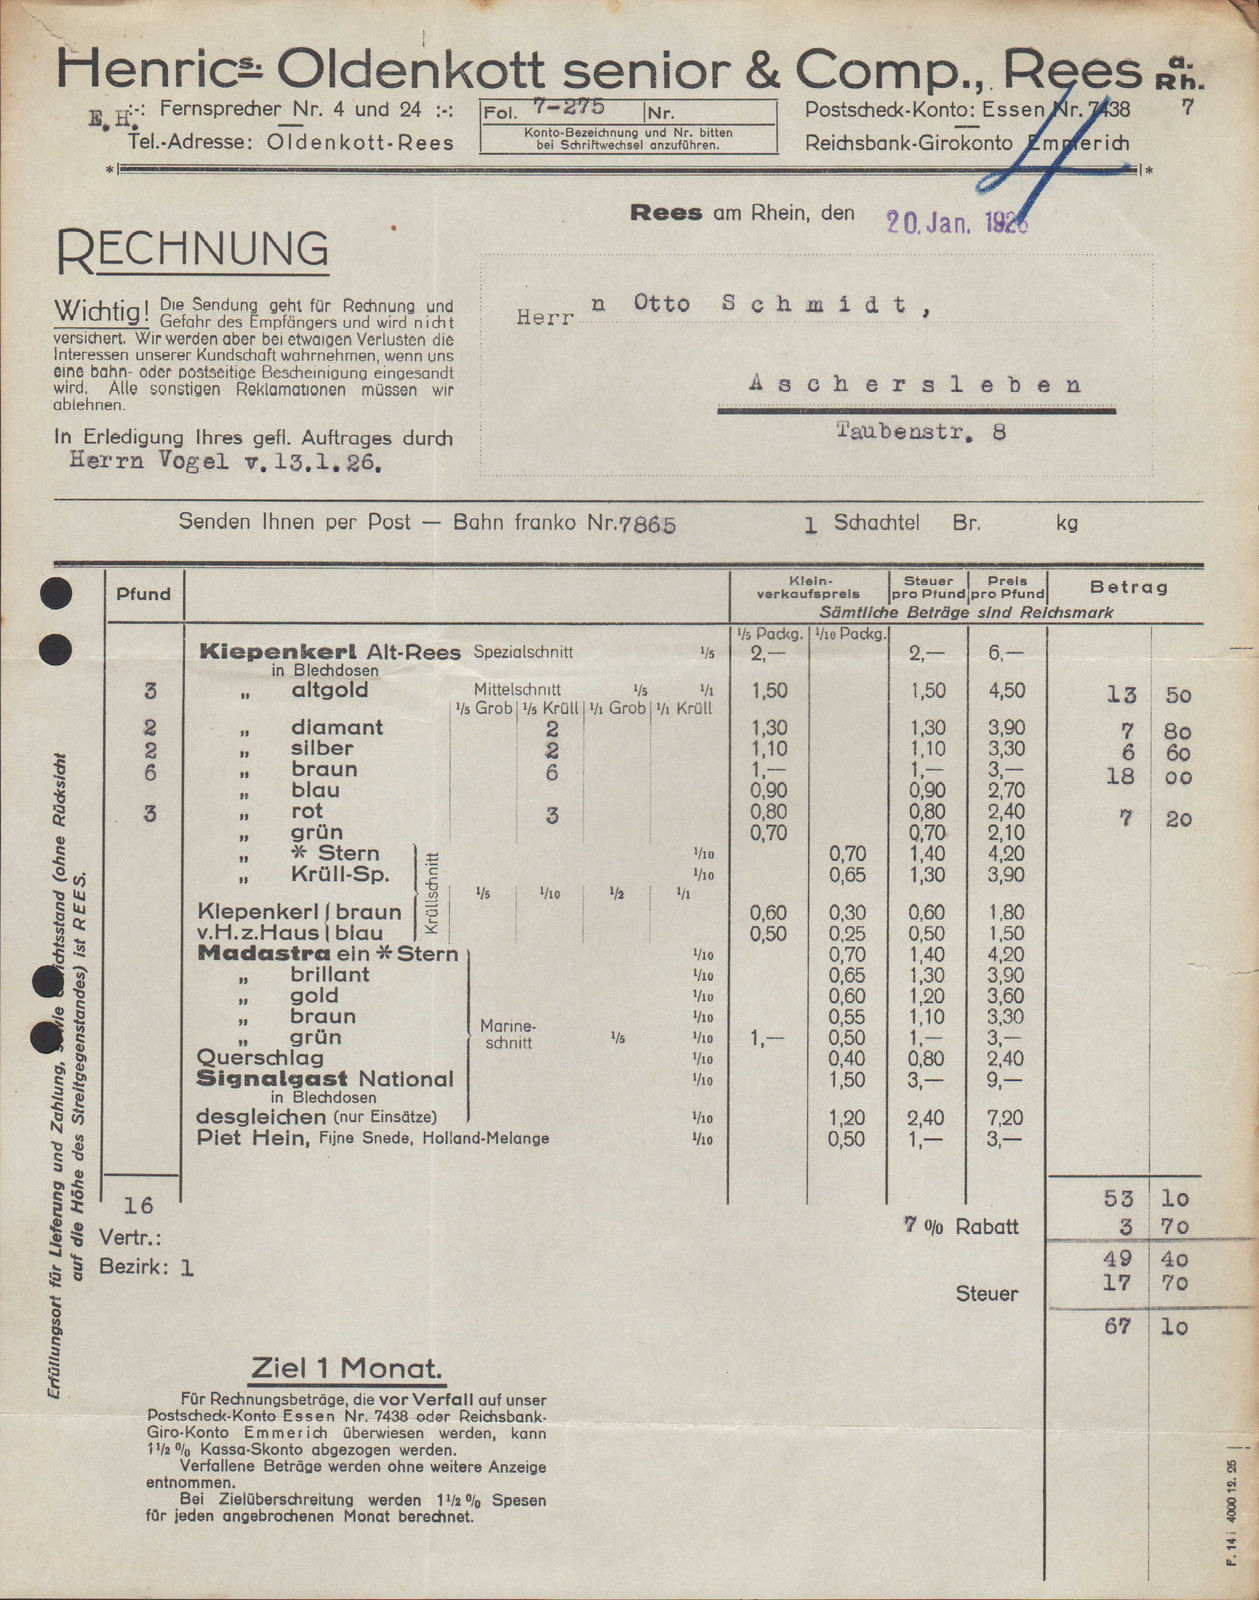 Henrics. Oldenkott senior & Comp., Rees a. Rh.
E.H. :-: Fernsprecher Nr. 4 und 24 :-: Fol. 7-275 Nr. Postscheck-Konto: Essen Nr. 7438 7
Tel.-Adresse: Oldenkott-Rees Konto-Bezeichnung und Nr. bitten bei Schriftwechsel anzuführen. Reichsbank-Girokonto Emmerich
Rees am Rhein, den 20. Jan. 1926
RECHNUNG
Wichtig! Die Sendung geht für Rechnung und
Gefahr des Empfängers und wird nicht
versichert. Wir werden aber bei etwaigen Verlusten die
Interessen unserer Kundschaft wahrnehmen, wenn uns
eine bahn- oder postseitige Bescheinigung eingesandt
wird. Alle sonstigen Reklamationen müssen wir
ablehnen.
In Erledigung Ihres gefl. Auftrages durch
Herrn Vogel v. 13.1.26.
Herr n Otto Schmidt,
Aschersleben
Taubenstr. 8
Senden Ihnen per Post — Bahn franko Nr. 7865 1 Schachtel Br. kg
Pfund Klein-verkaufspreis Steuer pro Pfund Preis pro Pfund Betrag
Sämtliche Beträge sind Reichsmark
1/5 Packg. 1/10 Packg.
Kiepenkerl Alt-Rees Spezialschnitt 1/5 2,— 2,— 6,—
in Blechdosen
3 „ altgold Mittelschnitt 1/5 1/1 1,50 1,50 4,50 13 50
1/5 Grob 1/5 Krüll 1/1 Grob 1/1 Krüll
2 „ diamant 2 1,30 1,30 3,90 7 80
2 „ silber 2 1,10 1,10 3,30 6 60
6 „ braun 6 1,— 1,— 3,— 18 00
„ blau 0,90 0,90 2,70
3 „ rot 3 0,80 0,80 2,40 7 20
„ grün 0,70 0,70 2,10
„ * Stern 1/10 0,70 1,40 4,20
„ Krüll-Sp. 1/10 0,65 1,30 3,90
Krüllschnitt
1/5 1/10 1/2 1/1
Kiepenkerl braun 0,60 0,30 0,60 1,80
v.H.z.Haus blau 0,50 0,25 0,50 1,50
Madastra ein * Stern 1/10 0,70 1,40 4,20
„ brillant 1/10 0,65 1,30 3,90
„ gold 1/10 0,60 1,20 3,60
„ braun 1/10 0,55 1,10 3,30
Marine-schnitt
„ grün 1/5 1/10 1,— 0,50 1,— 3,—
Querschlag 1/10 0,40 0,80 2,40
Signalgast National 1/10 1,50 3,— 9,—
in Blechdosen
desgleichen (nur Einsätze) 1/10 1,20 2,40 7,20
Piet Hein, Fijne Snede, Holland-Melange 1/10 0,50 1,— 3,—
16 53 10
Vertr.: 7 % Rabatt 3 70
49 40
Bezirk: 1
Steuer 17 70
67 10
Ziel 1 Monat.
Für Rechnungsbeträge, die vor Verfall auf unser
Postscheck-Konto Essen Nr. 7438 oder Reichsbank-
Giro-Konto Emmerich überwiesen werden, kann
1 1/2 % Kassa-Skonto abgezogen werden.
Verfallene Beträge werden ohne weitere Anzeige
entnommen.
Bei Zielüberschreitung werden 1 1/2 % Spesen
für jeden angebrochenen Monat berechnet.
Erfüllungsort für Lieferung und Zahlung, (ohne Rücksicht
auf die Höhe des Streitgegenstandes) ist REES.
F. 14 i 4000 12. 25